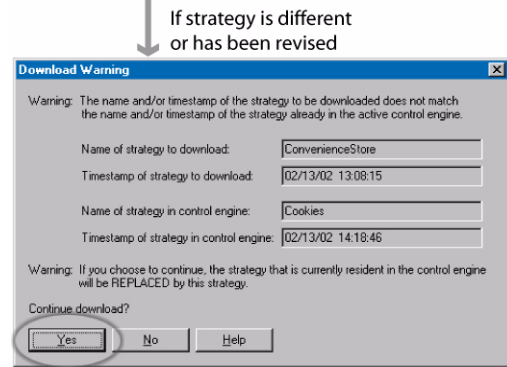 If strategy is different
or has been revised
Download Warning
Warning: The name and/or timestamp of the strategy to be downloaded does not match
the name and/or timestamp of the strategy already in the active control engine.
Name of strategy to download: ConvenienceStore
Timestamp of strategy to download: 02/13/02 13:08:15
Name of strategy in control engine: Cookies
Timestamp of strategy in control engine: 02/13/02 14:18:46
Warning: If you choose to continue, the strategy that is currently resident in the control engine
will be REPLACED by this strategy.
Continue download?
Yes No Help